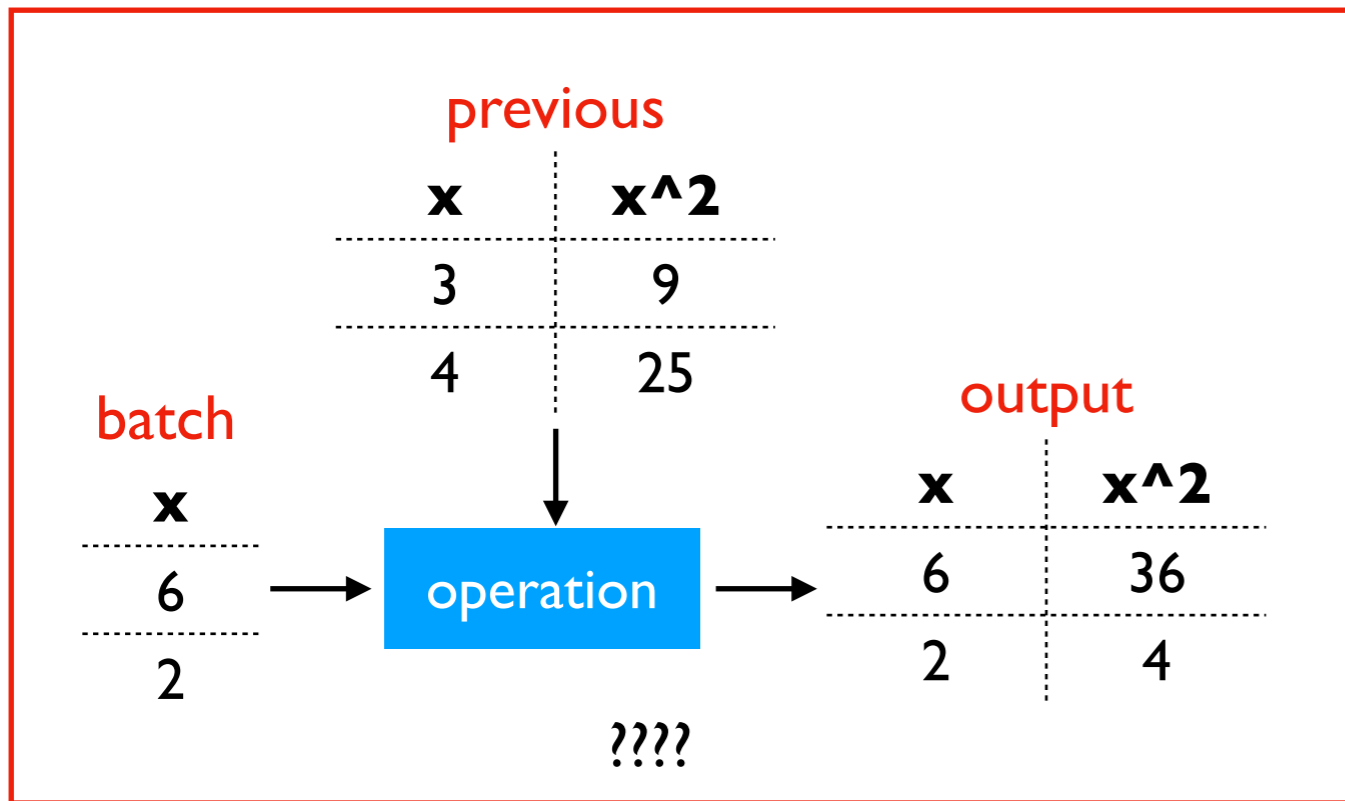 previous
x x^2
3 9
4 25
batch
x
6
2
operation
output
x x^2
6 36
2 4
????